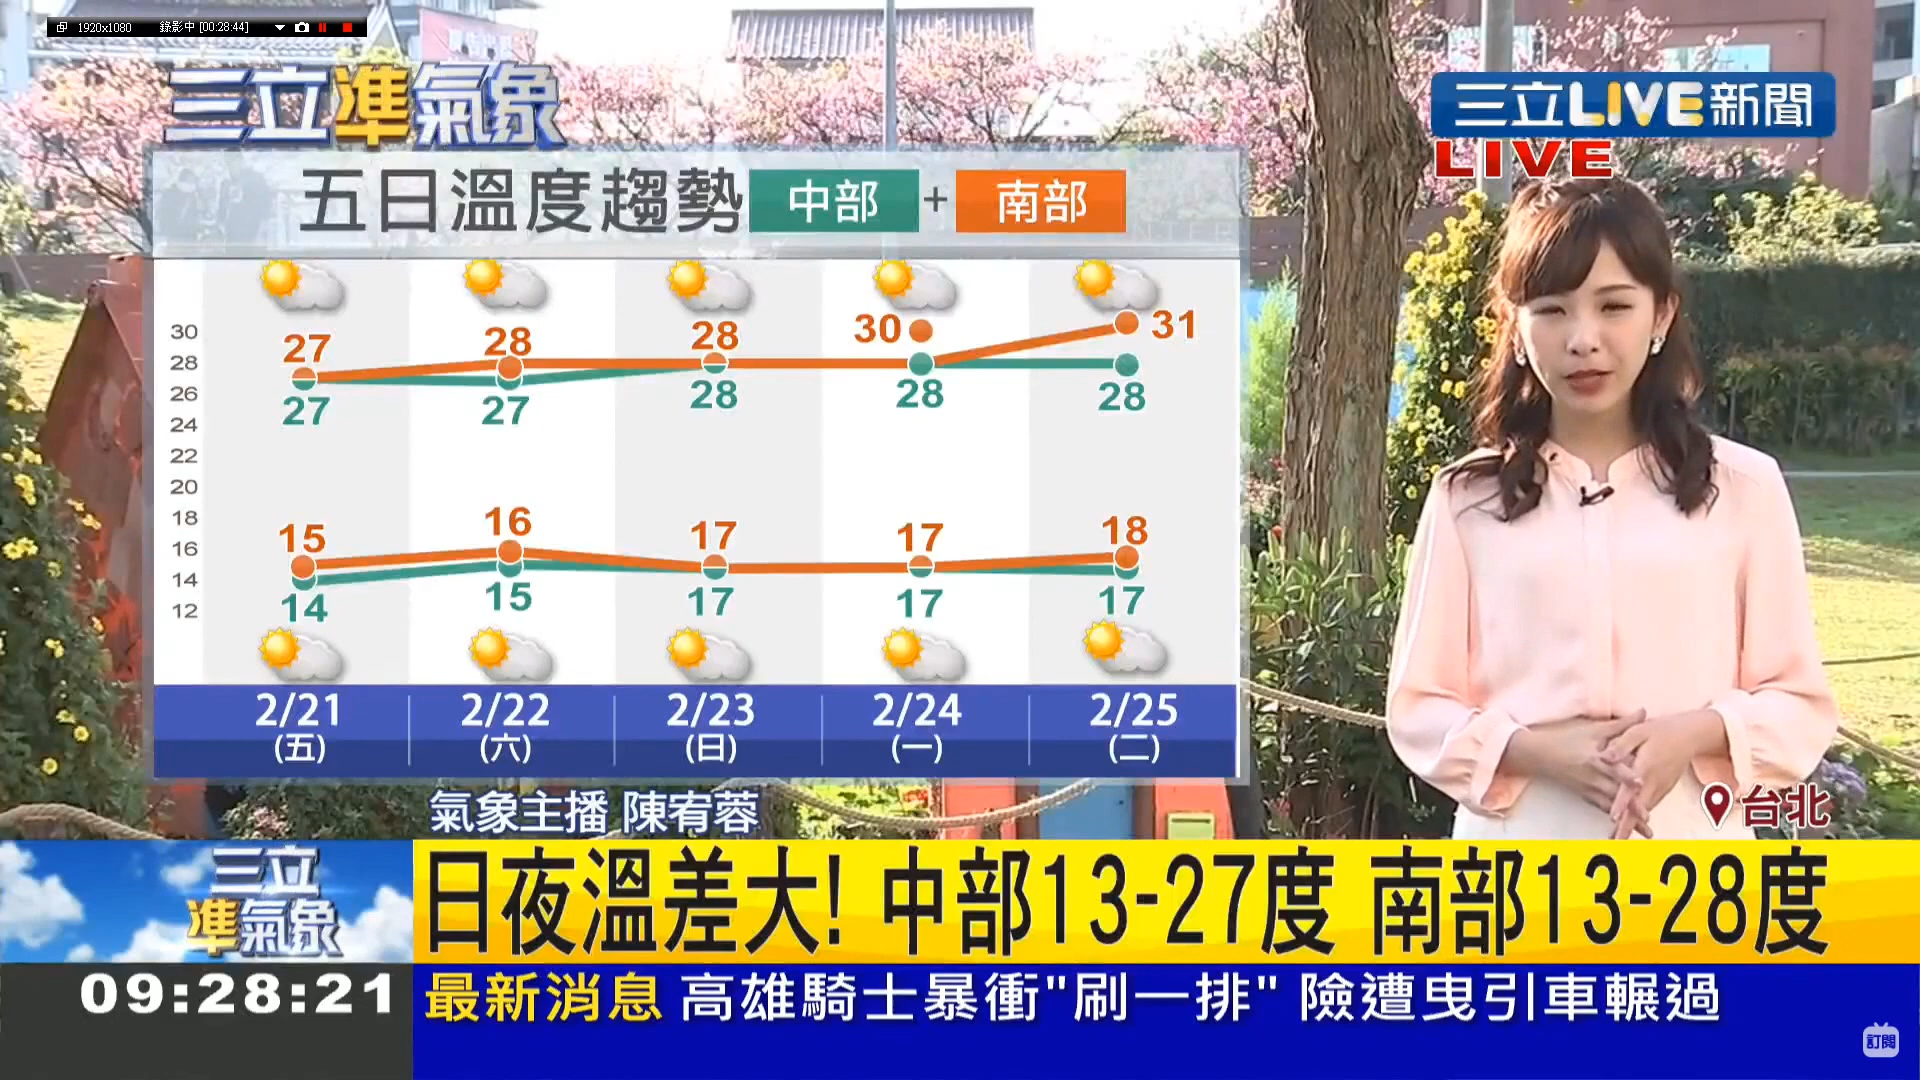 1920x1080 錄影中 [00:28:44]
三立準氣象
三立LIVE新聞
LIVE
五日溫度趨勢 中部 + 南部
30
28
26
24
22
20
18
16
14
12
27 28 28 30 31
27 27 28 28 28
15 16 17 17 18
14 15 17 17 17
2/21 2/22 2/23 2/24 2/25
(五) (六) (日) (一) (二)
氣象主播 陳宥蓉
台北
三立
準氣象
日夜溫差大! 中部13-27度 南部13-28度
09:28:21
最新消息 高雄騎士暴衝"刷一排" 險遭曳引車輾過
訂閱